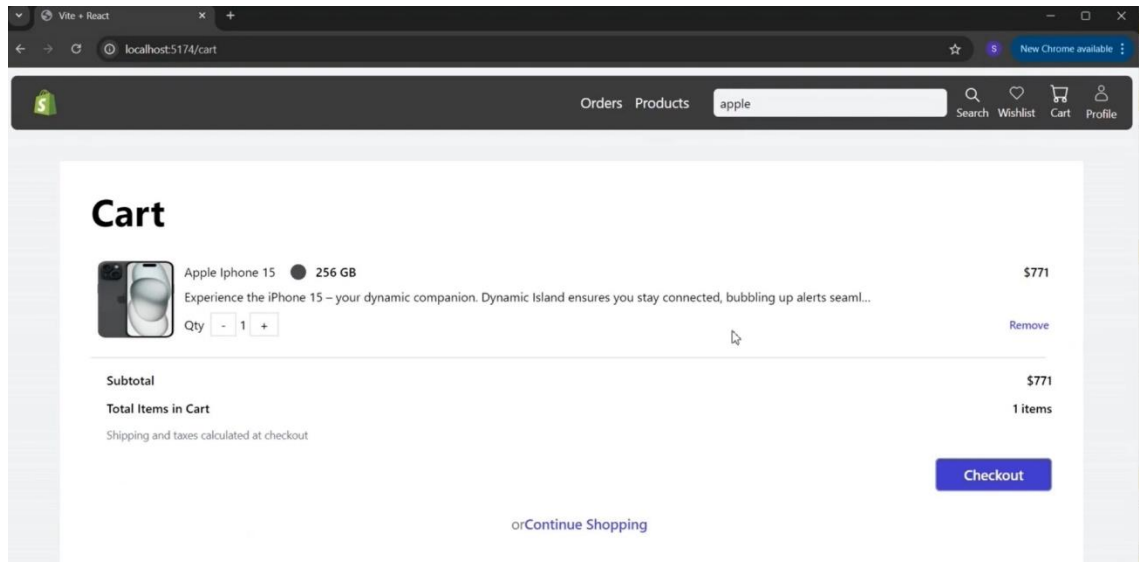 Vite + React
localhost:5174/cart
S
New Chrome available
S
Orders Products
apple
Search Wishlist Cart Profile
Cart
Apple Iphone 15 256 GB $771
Experience the iPhone 15 – your dynamic companion. Dynamic Island ensures you stay connected, bubbling up alerts seaml...
Qty - 1 + Remove
Subtotal $771
Total Items in Cart 1 items
Shipping and taxes calculated at checkout
Checkout
orContinue Shopping